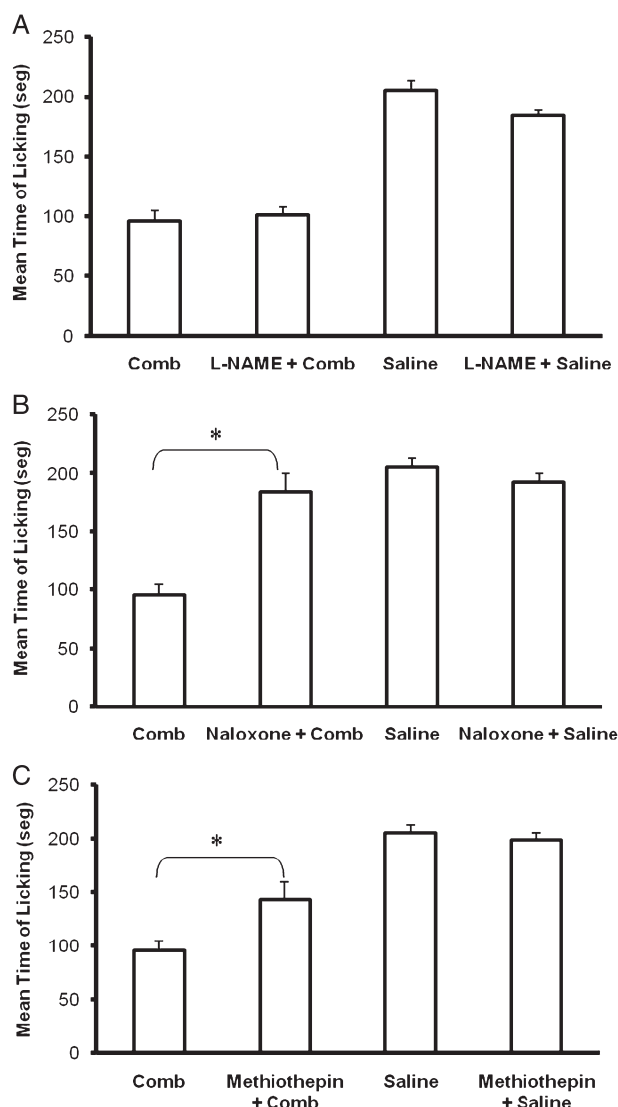 A
Mean Time of Licking (seg)
250
200
150
100
50
0
Comb L-NAME + Comb Saline L-NAME + Saline
B
Mean Time of Licking (seg)
250
200
150
100
50
0
*
Comb Naloxone + Comb Saline Naloxone + Saline
C
Mean Time of Licking (seg)
250
200
150
100
50
0
*
Comb Methiothepin Saline Methiothepin
+ Comb + Saline